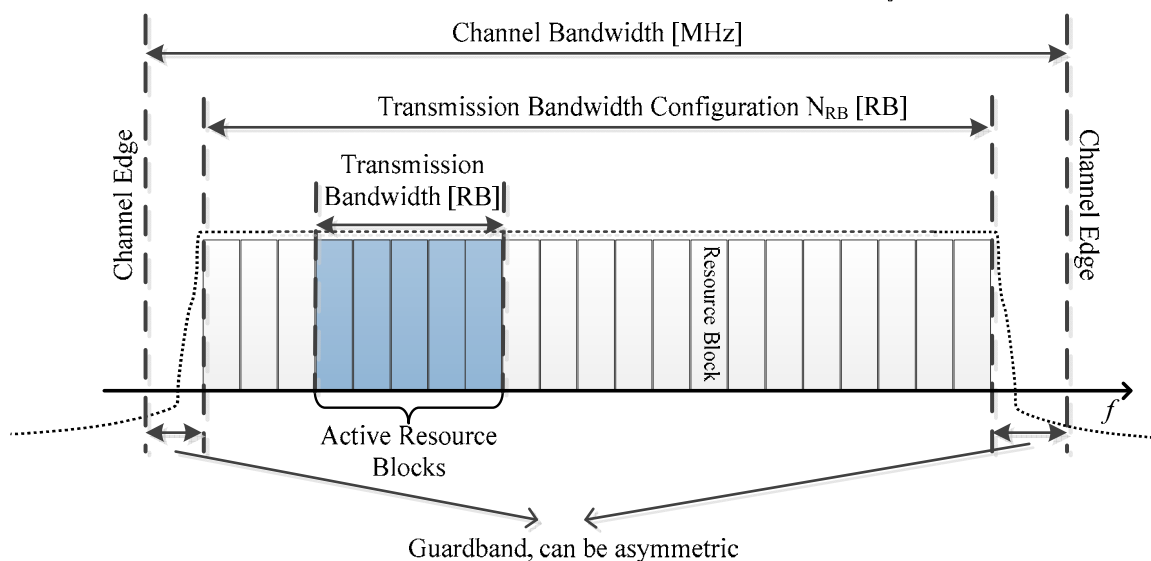 Channel Bandwidth [MHz]
Transmission Bandwidth Configuration NRB [RB]
Transmission
Bandwidth [RB]
Channel Edge
Channel Edge
Resource Block
f
Active Resource
Blocks
Guardband, can be asymmetric